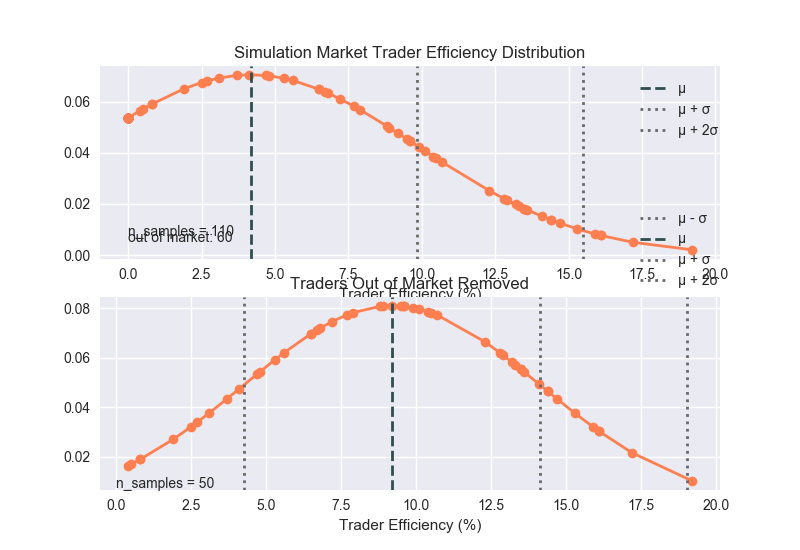 Simulation Market Trader Efficiency Distribution
0.06
0.04
0.02
0.00
μ
μ + σ
μ + 2σ
n_samples = 110
out of market: 60
0.0 2.5 5.0 7.5 10.0 12.5 15.0 17.5 20.0
Trader Efficiency (%)
μ - σ
μ
μ + σ
μ + 2σ
Traders Out of Market Removed
0.08
0.06
0.04
0.02
n_samples = 50
0.0 2.5 5.0 7.5 10.0 12.5 15.0 17.5 20.0
Trader Efficiency (%)